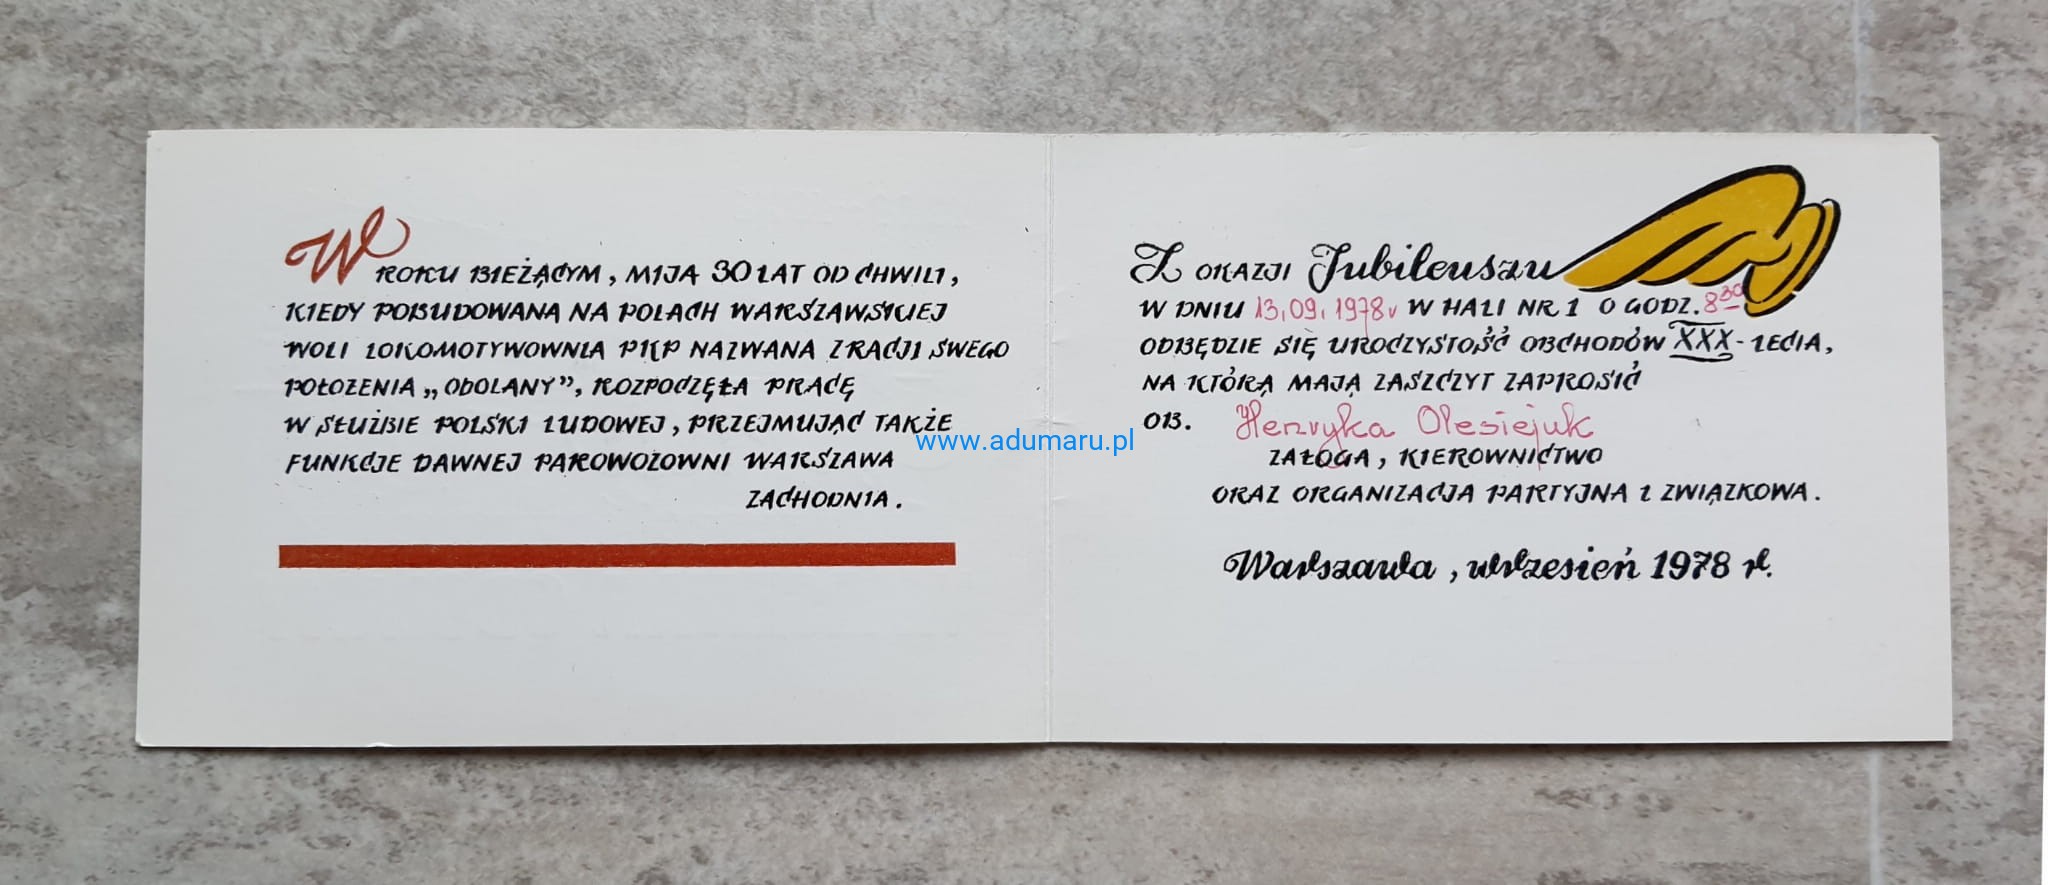 W ROKU BIEŻĄCYM, MIJA 30 LAT OD CHWILI,
KIEDY POBUDOWANA NA POLACH WARSZAWSKIEJ
WOLI LOKOMOTYWOWNIA PKP NAZWANA Z RACJI SWEGO
POŁOŻENIA „ODOLANY”, ROZPOCZĘŁA PRACĘ
W SŁUŻBIE POLSKI LUDOWEJ, PRZEJMUJĄC TAKŻE
FUNKCJE DAWNEJ PAROWOZOWNI WARSZAWA
ZACHODNIA.
Z OKAZJI Jubileuszu
W DNIU 13.09.1978r W HALI NR 1 O GODZ. 8³⁰
ODBĘDZIE SIĘ UROCZYSTOŚĆ OBCHODÓW XXX-LECIA,
NA KTÓRĄ MAJĄ ZASZCZYT ZAPROSIĆ
OB. Henryka Olesiejuk
ZAŁOGA, KIEROWNICTWO
ORAZ ORGANIZACJA PARTYJNA I ZWIĄZKOWA.
Warszawa, wrzesień 1978 r.
www.adumaru.pl